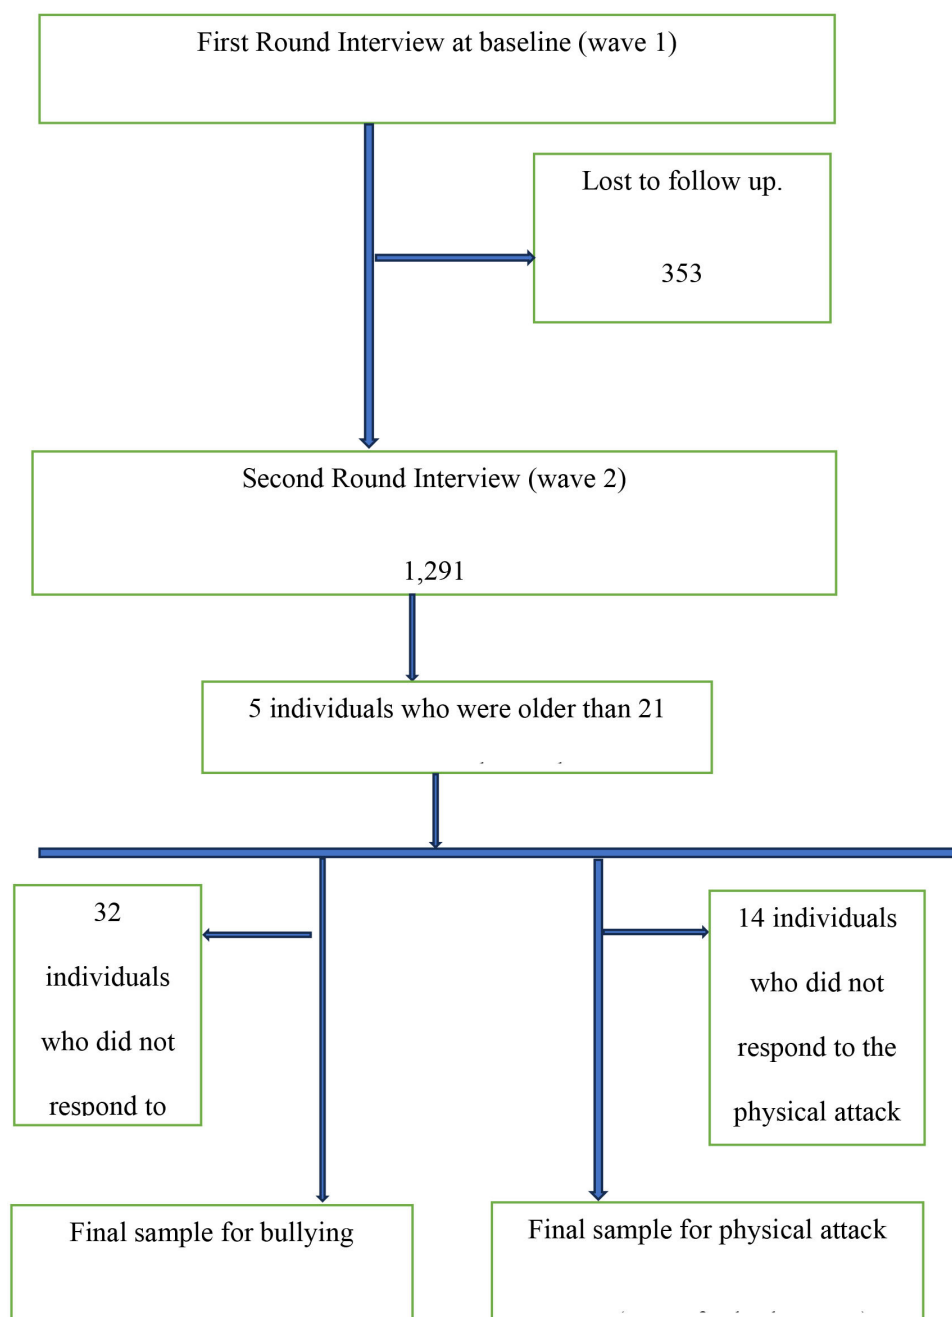 First Round Interview at baseline (wave 1)
Lost to follow up.
353
Second Round Interview (wave 2)
1,291
5 individuals who were older than 21
32
individuals
who did not
respond to
14 individuals
who did not
respond to the
physical attack
Final sample for bullying
Final sample for physical attack